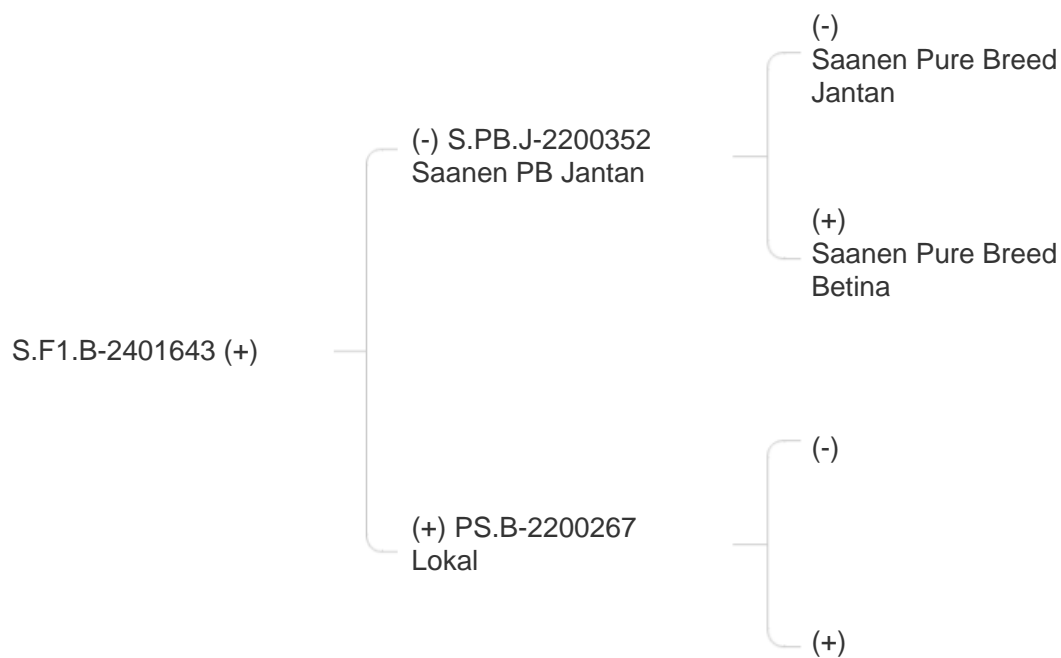 (-)
Saanen Pure Breed
Jantan
(-) S.PB.J-2200352
Saanen PB Jantan
(+)
Saanen Pure Breed
Betina
S.F1.B-2401643 (+)
(-)
(+) PS.B-2200267
Lokal
(+)